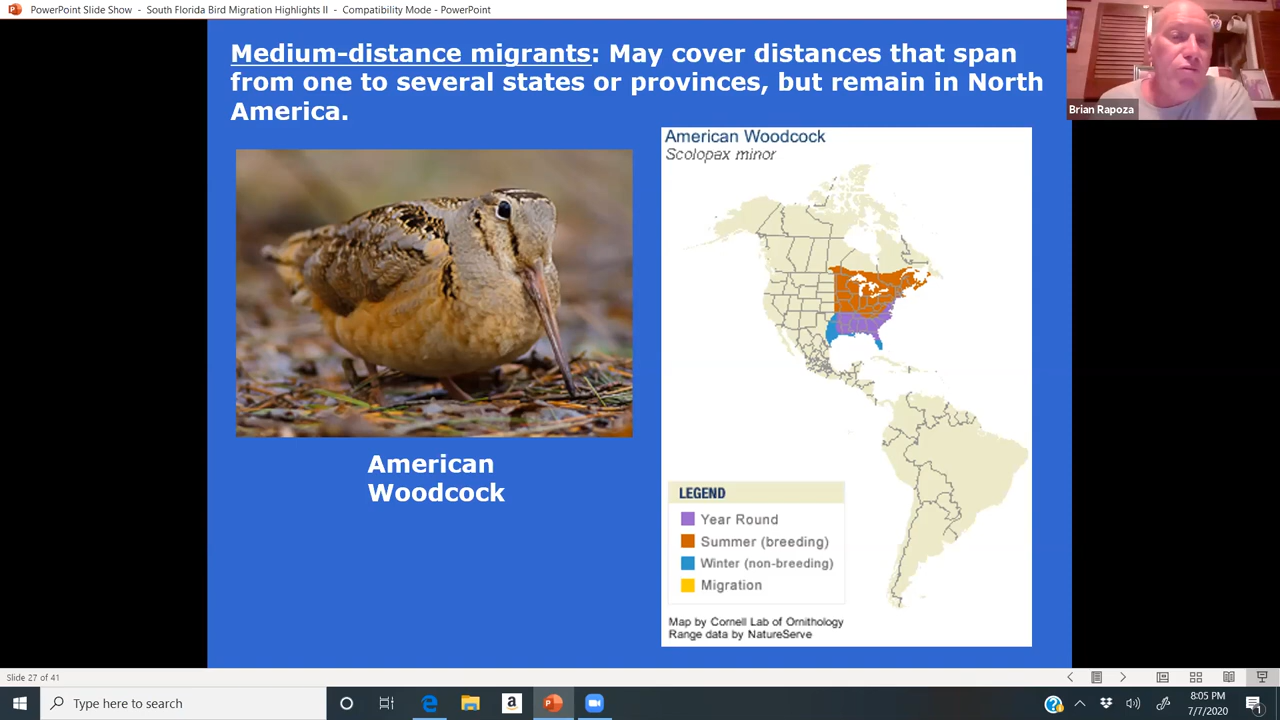 PowerPoint Slide Show - South Florida Bird Migration Highlights II - Compatibility Mode - PowerPoint
Medium-distance migrants: May cover distances that span
from one to several states or provinces, but remain in North
America.
Brian Rapoza
American Woodcock
Scolopax minor
American
Woodcock
LEGEND
Year Round
Summer (breeding)
Winter (non-breeding)
Migration
Map by Cornell Lab of Ornithology
Range data by NatureServe
Slide 27 of 41
Type here to search
8:05 PM
7/7/2020